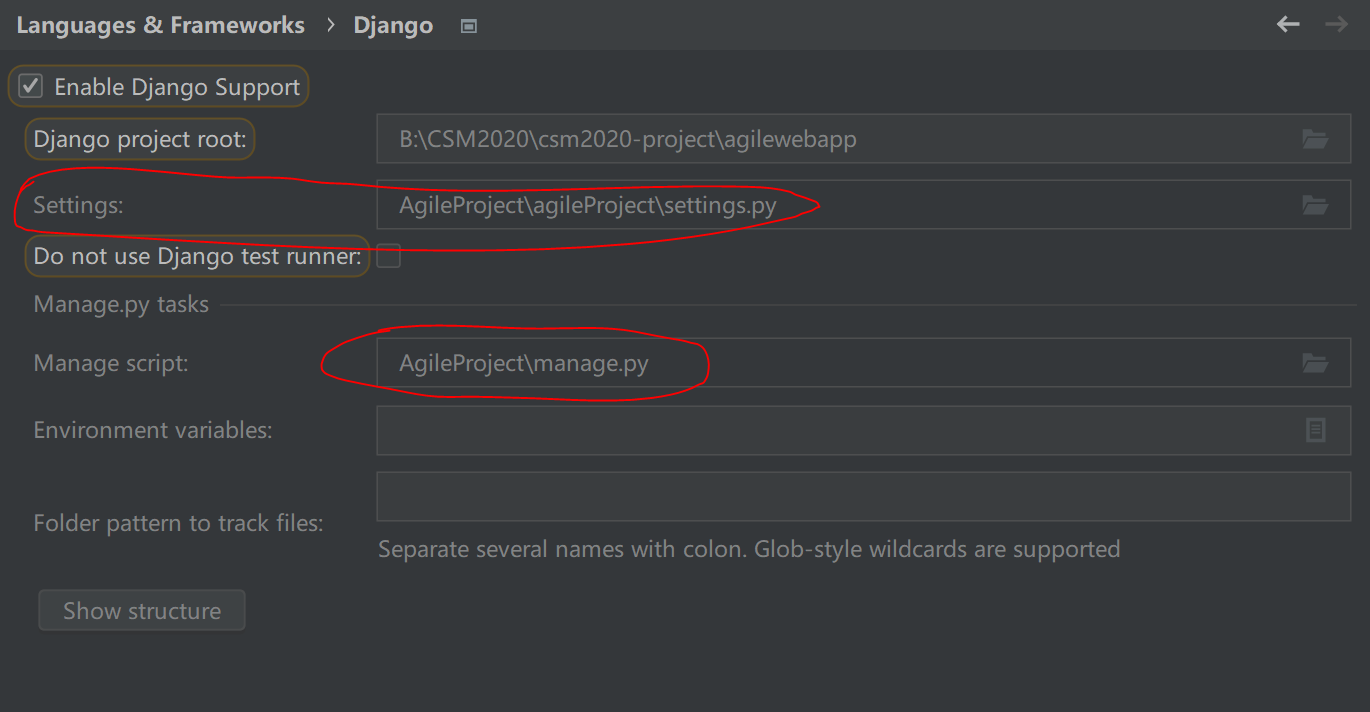 Languages & Frameworks › Django
Enable Django Support
Django project root: B:\CSM2020\csm2020-project\agilewebapp
Settings: AgileProject\agileProject\settings.py
Do not use Django test runner:
Manage.py tasks
Manage script: AgileProject\manage.py
Environment variables:
Folder pattern to track files:
Separate several names with colon. Glob-style wildcards are supported
Show structure